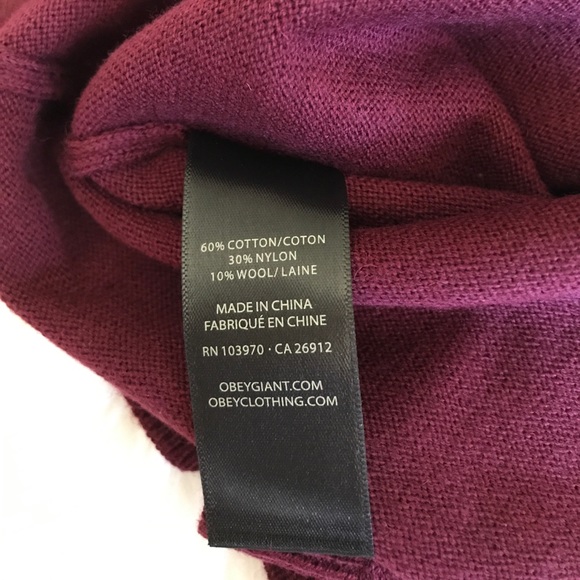 60% COTTON/COTON
30% NYLON
10% WOOL/ LAINE
MADE IN CHINA
FABRIQUÉ EN CHINE
RN 103970 · CA 26912
OBEYGIANT.COM
OBEYCLOTHING.COM